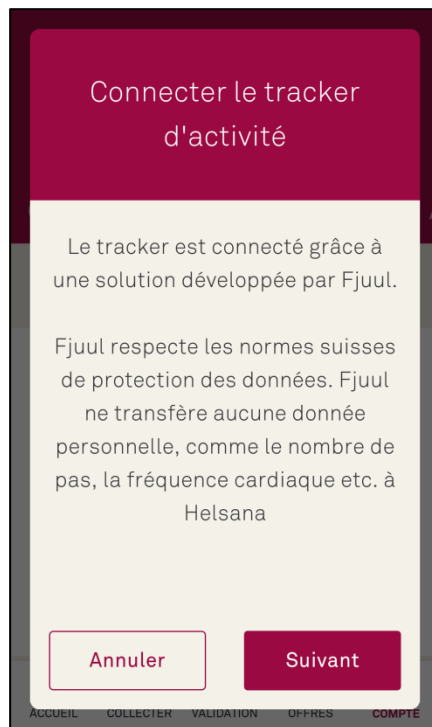 Connecter le tracker
d'activité
Le tracker est connecté grâce à
une solution développée par Fjuul.
Fjuul respecte les normes suisses
de protection des données. Fjuul
ne transfère aucune donnée
personnelle, comme le nombre de
pas, la fréquence cardiaque etc. à
Helsana
Annuler Suivant
ACCUEIL COLLECTER VALIDATION OFFRES COMPTE